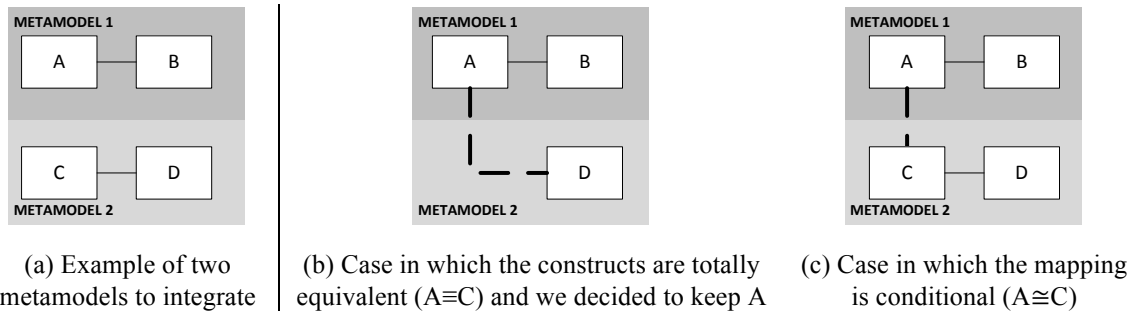 METAMODEL 1
A
B
C
D
METAMODEL 2
(a) Example of two
metamodels to integrate
METAMODEL 1
A
B
D
METAMODEL 2
(b) Case in which the constructs are totally
equivalent (A≡C) and we decided to keep A
METAMODEL 1
A
B
C
D
METAMODEL 2
(c) Case in which the mapping
is conditional (A≅C)